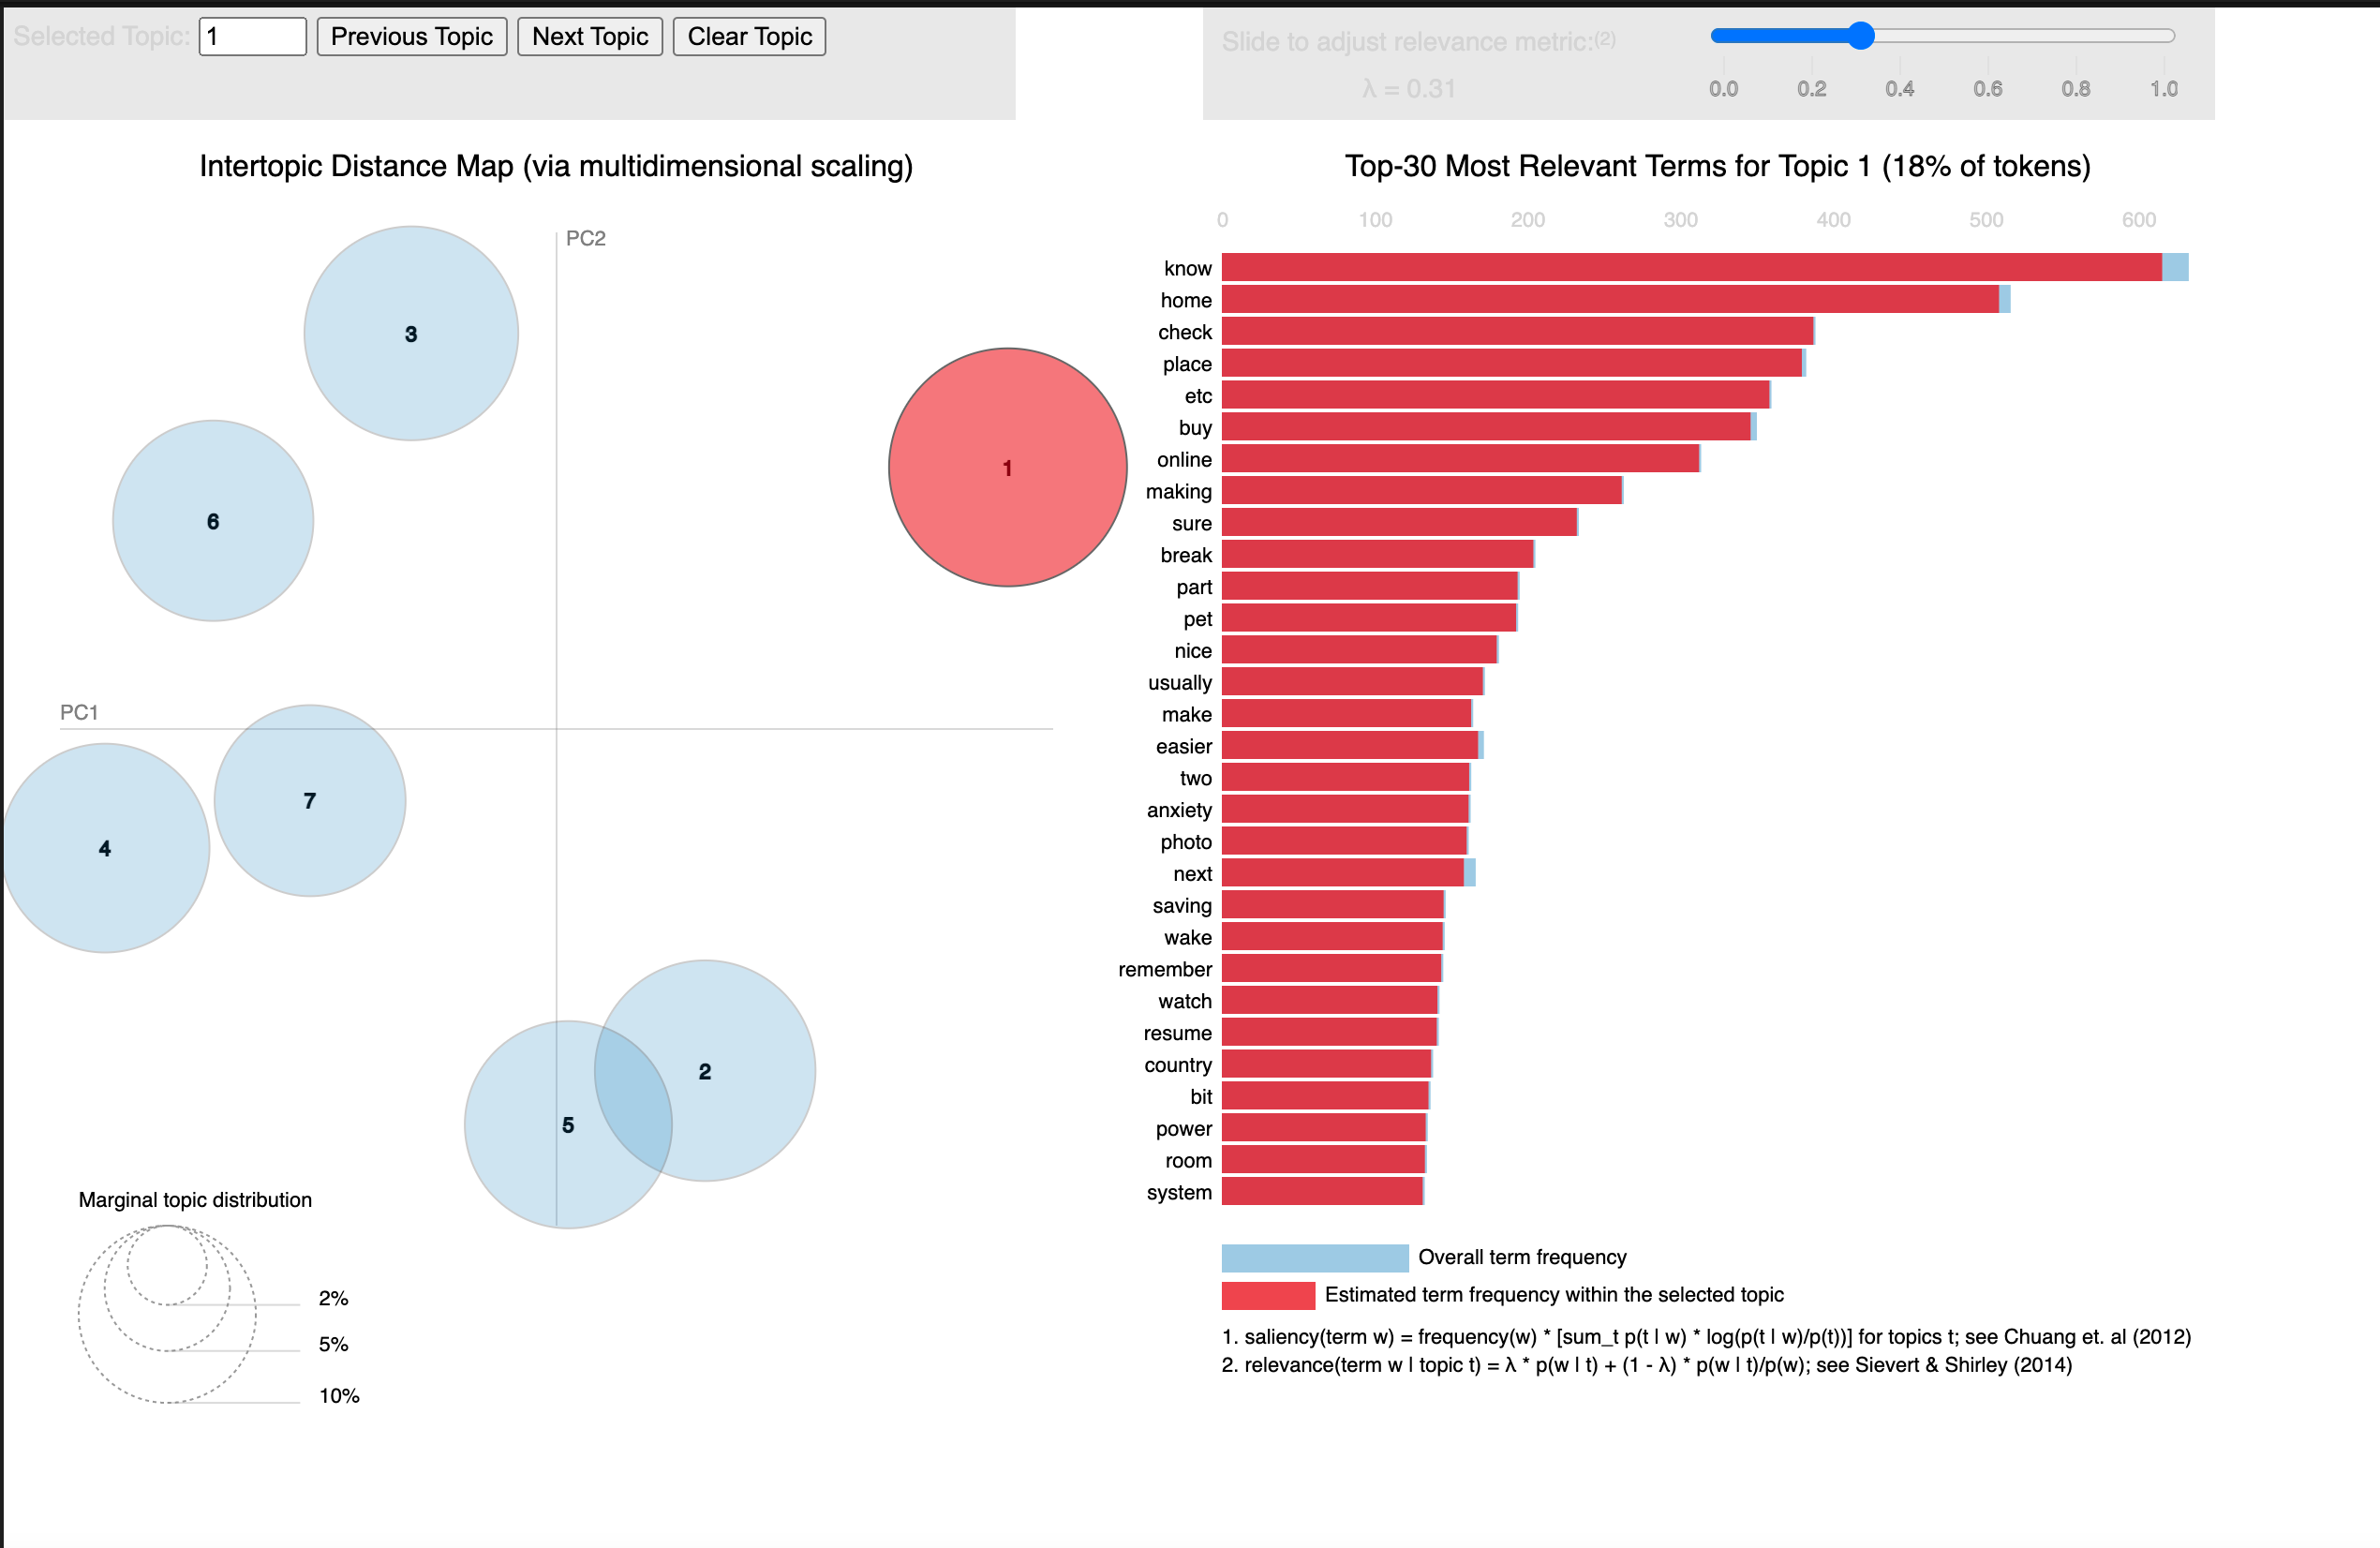 Selected Topic: 1 Previous Topic Next Topic Clear Topic
Slide to adjust relevance metric:(2)
λ = 0.31
0.0 0.2 0.4 0.6 0.8 1.0
Intertopic Distance Map (via multidimensional scaling)
PC2
PC1
3
1
6
7
4
2
5
Marginal topic distribution
2%
5%
10%
Top-30 Most Relevant Terms for Topic 1 (18% of tokens)
0 100 200 300 400 500 600
know
home
check
place
etc
buy
online
making
sure
break
part
pet
nice
usually
make
easier
two
anxiety
photo
next
saving
wake
remember
watch
resume
country
bit
power
room
system
Overall term frequency
Estimated term frequency within the selected topic
1. saliency(term w) = frequency(w) * [sum_t p(t | w) * log(p(t | w)/p(t))] for topics t; see Chuang et. al (2012)
2. relevance(term w | topic t) = λ * p(w | t) + (1 - λ) * p(w | t)/p(w); see Sievert & Shirley (2014)